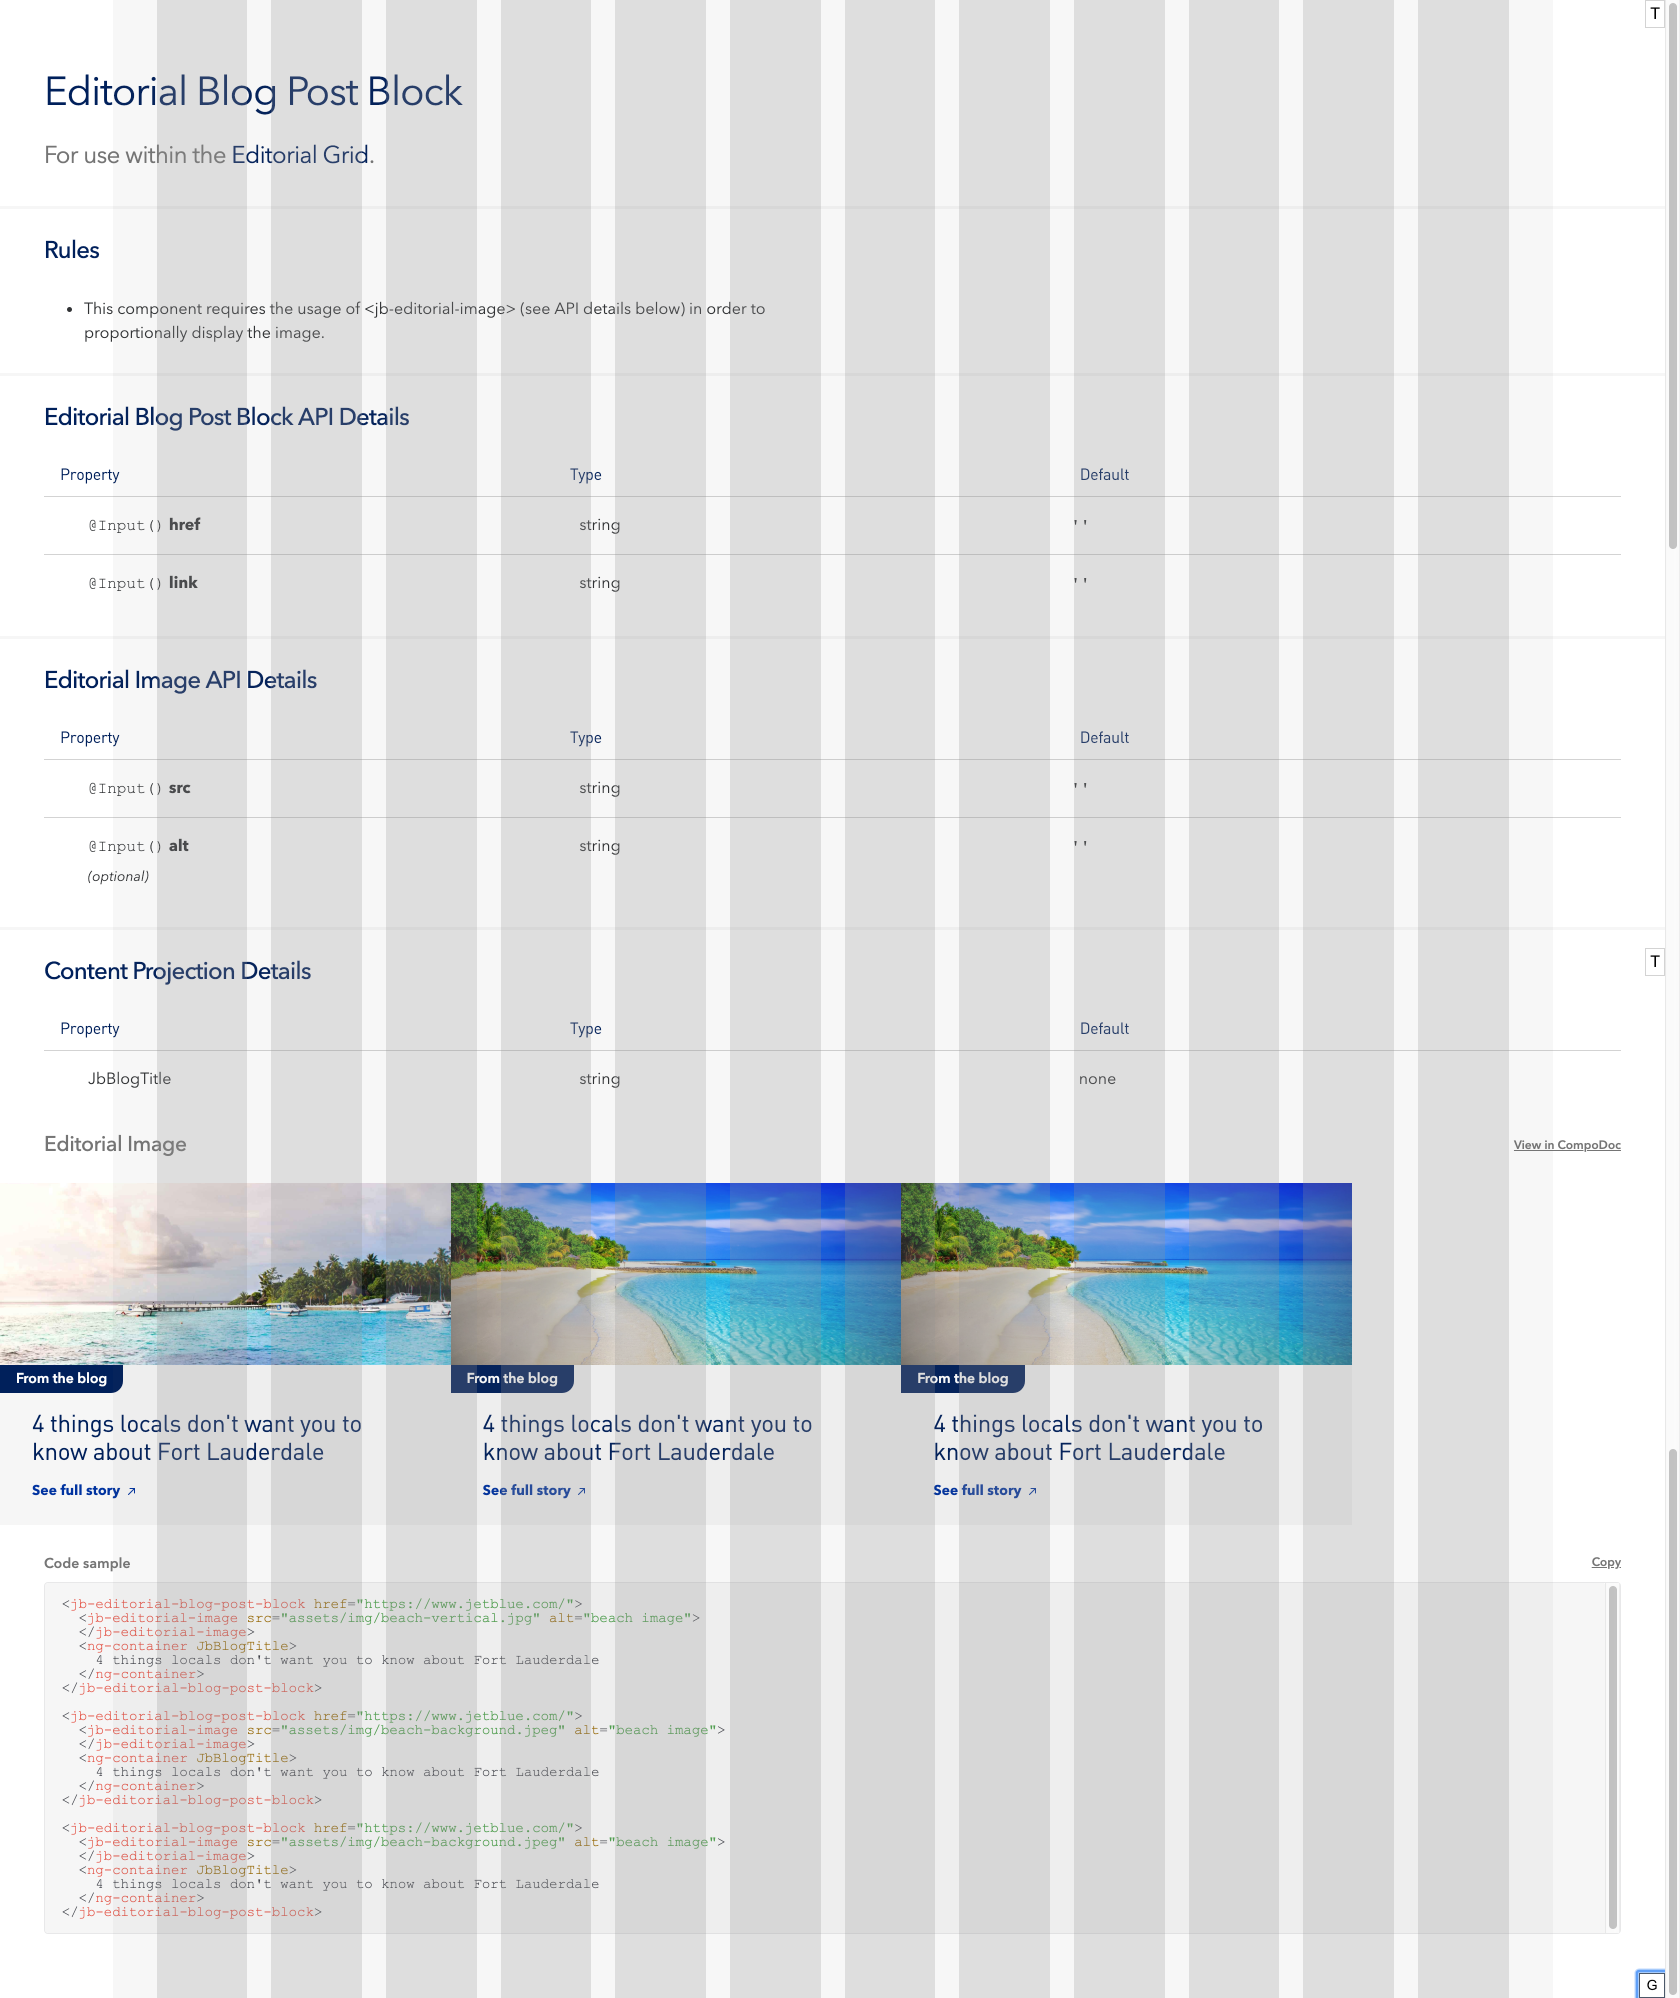 T
Editorial Blog Post Block
For use within the Editorial Grid.
Rules
• This component requires the usage of <jb-editorial-image> (see API details below) in order to
proportionally display the image.
Editorial Blog Post Block API Details
Property Type Default
@Input() href string ' '
@Input() link string ' '
Editorial Image API Details
Property Type Default
@Input() src string ' '
@Input() alt string ' '
(optional)
Content Projection Details
T
Property Type Default
JbBlogTitle string none
Editorial Image View in CompoDoc
From the blog From the blog From the blog
4 things locals don't want you to 4 things locals don't want you to 4 things locals don't want you to
know about Fort Lauderdale know about Fort Lauderdale know about Fort Lauderdale
See full story ↗ See full story ↗ See full story ↗
Code sample Copy
<jb-editorial-blog-post-block href="https://www.jetblue.com/">
<jb-editorial-image src="assets/img/beach-vertical.jpg" alt="beach image">
</jb-editorial-image>
<ng-container JbBlogTitle>
4 things locals don't want you to know about Fort Lauderdale
</ng-container>
</jb-editorial-blog-post-block>
<jb-editorial-blog-post-block href="https://www.jetblue.com/">
<jb-editorial-image src="assets/img/beach-background.jpeg" alt="beach image">
</jb-editorial-image>
<ng-container JbBlogTitle>
4 things locals don't want you to know about Fort Lauderdale
</ng-container>
</jb-editorial-blog-post-block>
<jb-editorial-blog-post-block href="https://www.jetblue.com/">
<jb-editorial-image src="assets/img/beach-background.jpeg" alt="beach image">
</jb-editorial-image>
<ng-container JbBlogTitle>
4 things locals don't want you to know about Fort Lauderdale
</ng-container>
</jb-editorial-blog-post-block>
G